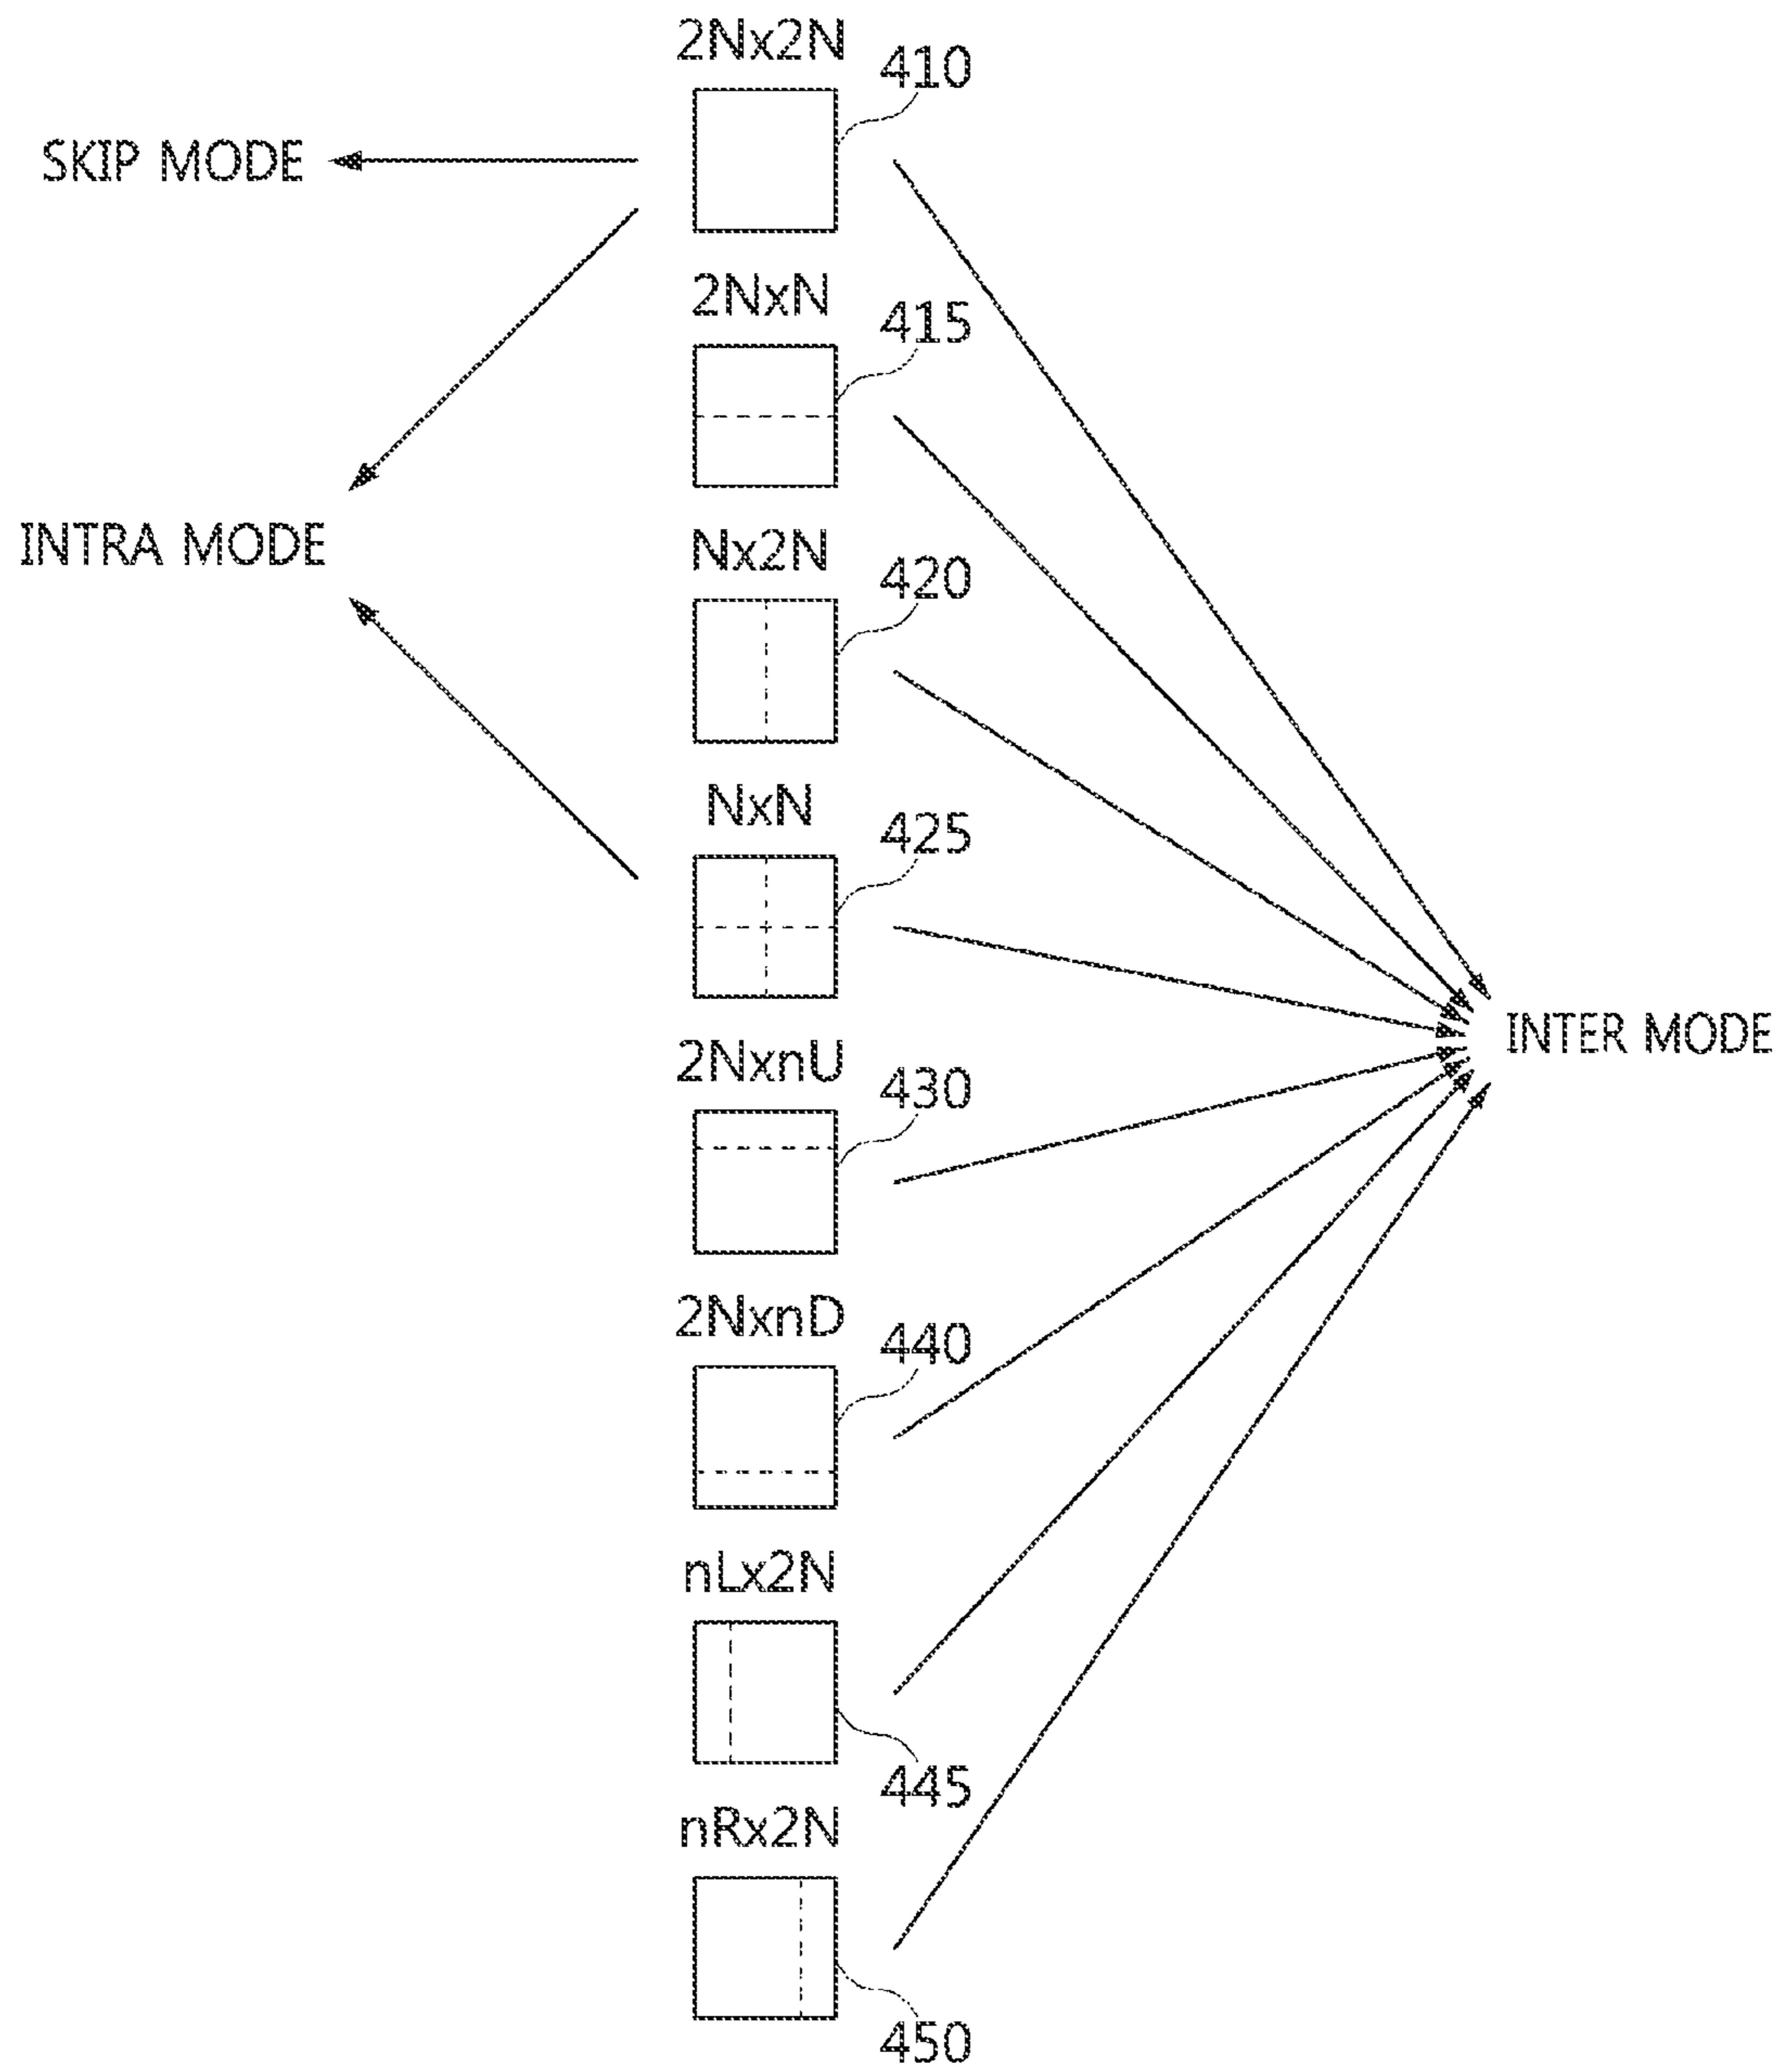 2Nx2N
410
SKIP MODE
2NxN
415
INTRA MODE
Nx2N
420
NxN
425
INTER MODE
2NxnU
430
2NxnD
440
nLx2N
445
nRx2N
450